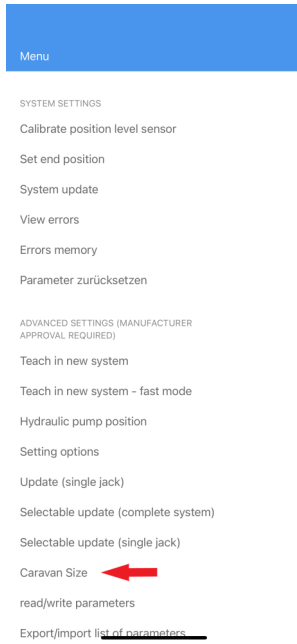 Menu
SYSTEM SETTINGS
Calibrate position level sensor
Set end position
System update
View errors
Errors memory
Parameter zurücksetzen
ADVANCED SETTINGS (MANUFACTURER
APPROVAL REQUIRED)
Teach in new system
Teach in new system - fast mode
Hydraulic pump position
Setting options
Update (single jack)
Selectable update (complete system)
Selectable update (single jack)
Caravan Size
read/write parameters
Export/import list of parameters